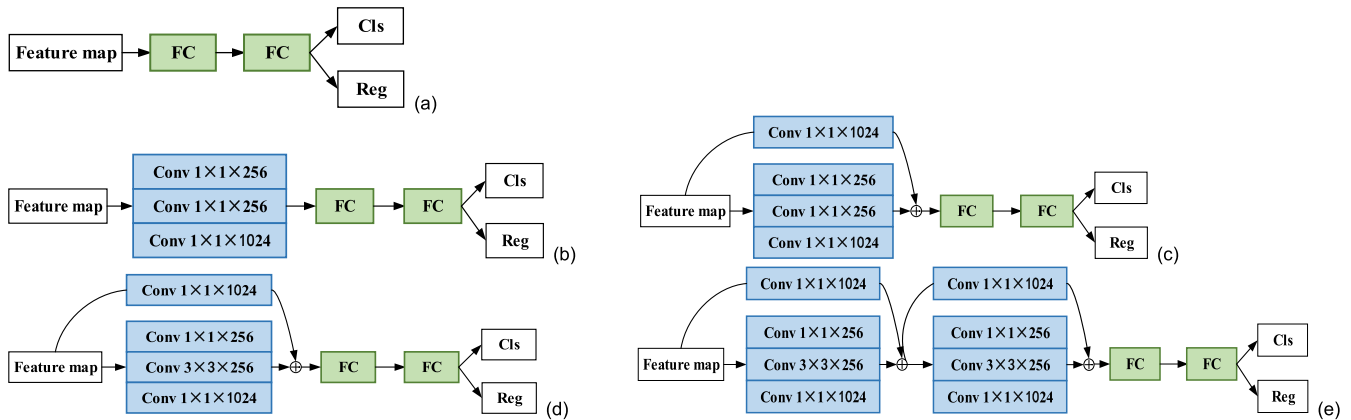 Feature map
FC
FC
Cls
Reg
(a)
Conv 1×1×256
Conv 1×1×256
Conv 1×1×1024
Feature map
FC
FC
Cls
Reg
(b)
Conv 1×1×1024
Conv 1×1×256
Conv 1×1×256
Conv 1×1×1024
Feature map
FC
FC
Cls
Reg
(c)
Conv 1×1×1024
Conv 1×1×256
Conv 3×3×256
Conv 1×1×1024
Feature map
FC
FC
Cls
Reg
(d)
Conv 1×1×1024
Conv 1×1×1024
Feature map
Conv 1×1×256
Conv 3×3×256
Conv 1×1×1024
Conv 1×1×256
Conv 3×3×256
Conv 1×1×1024
FC
FC
Cls
Reg
(e)